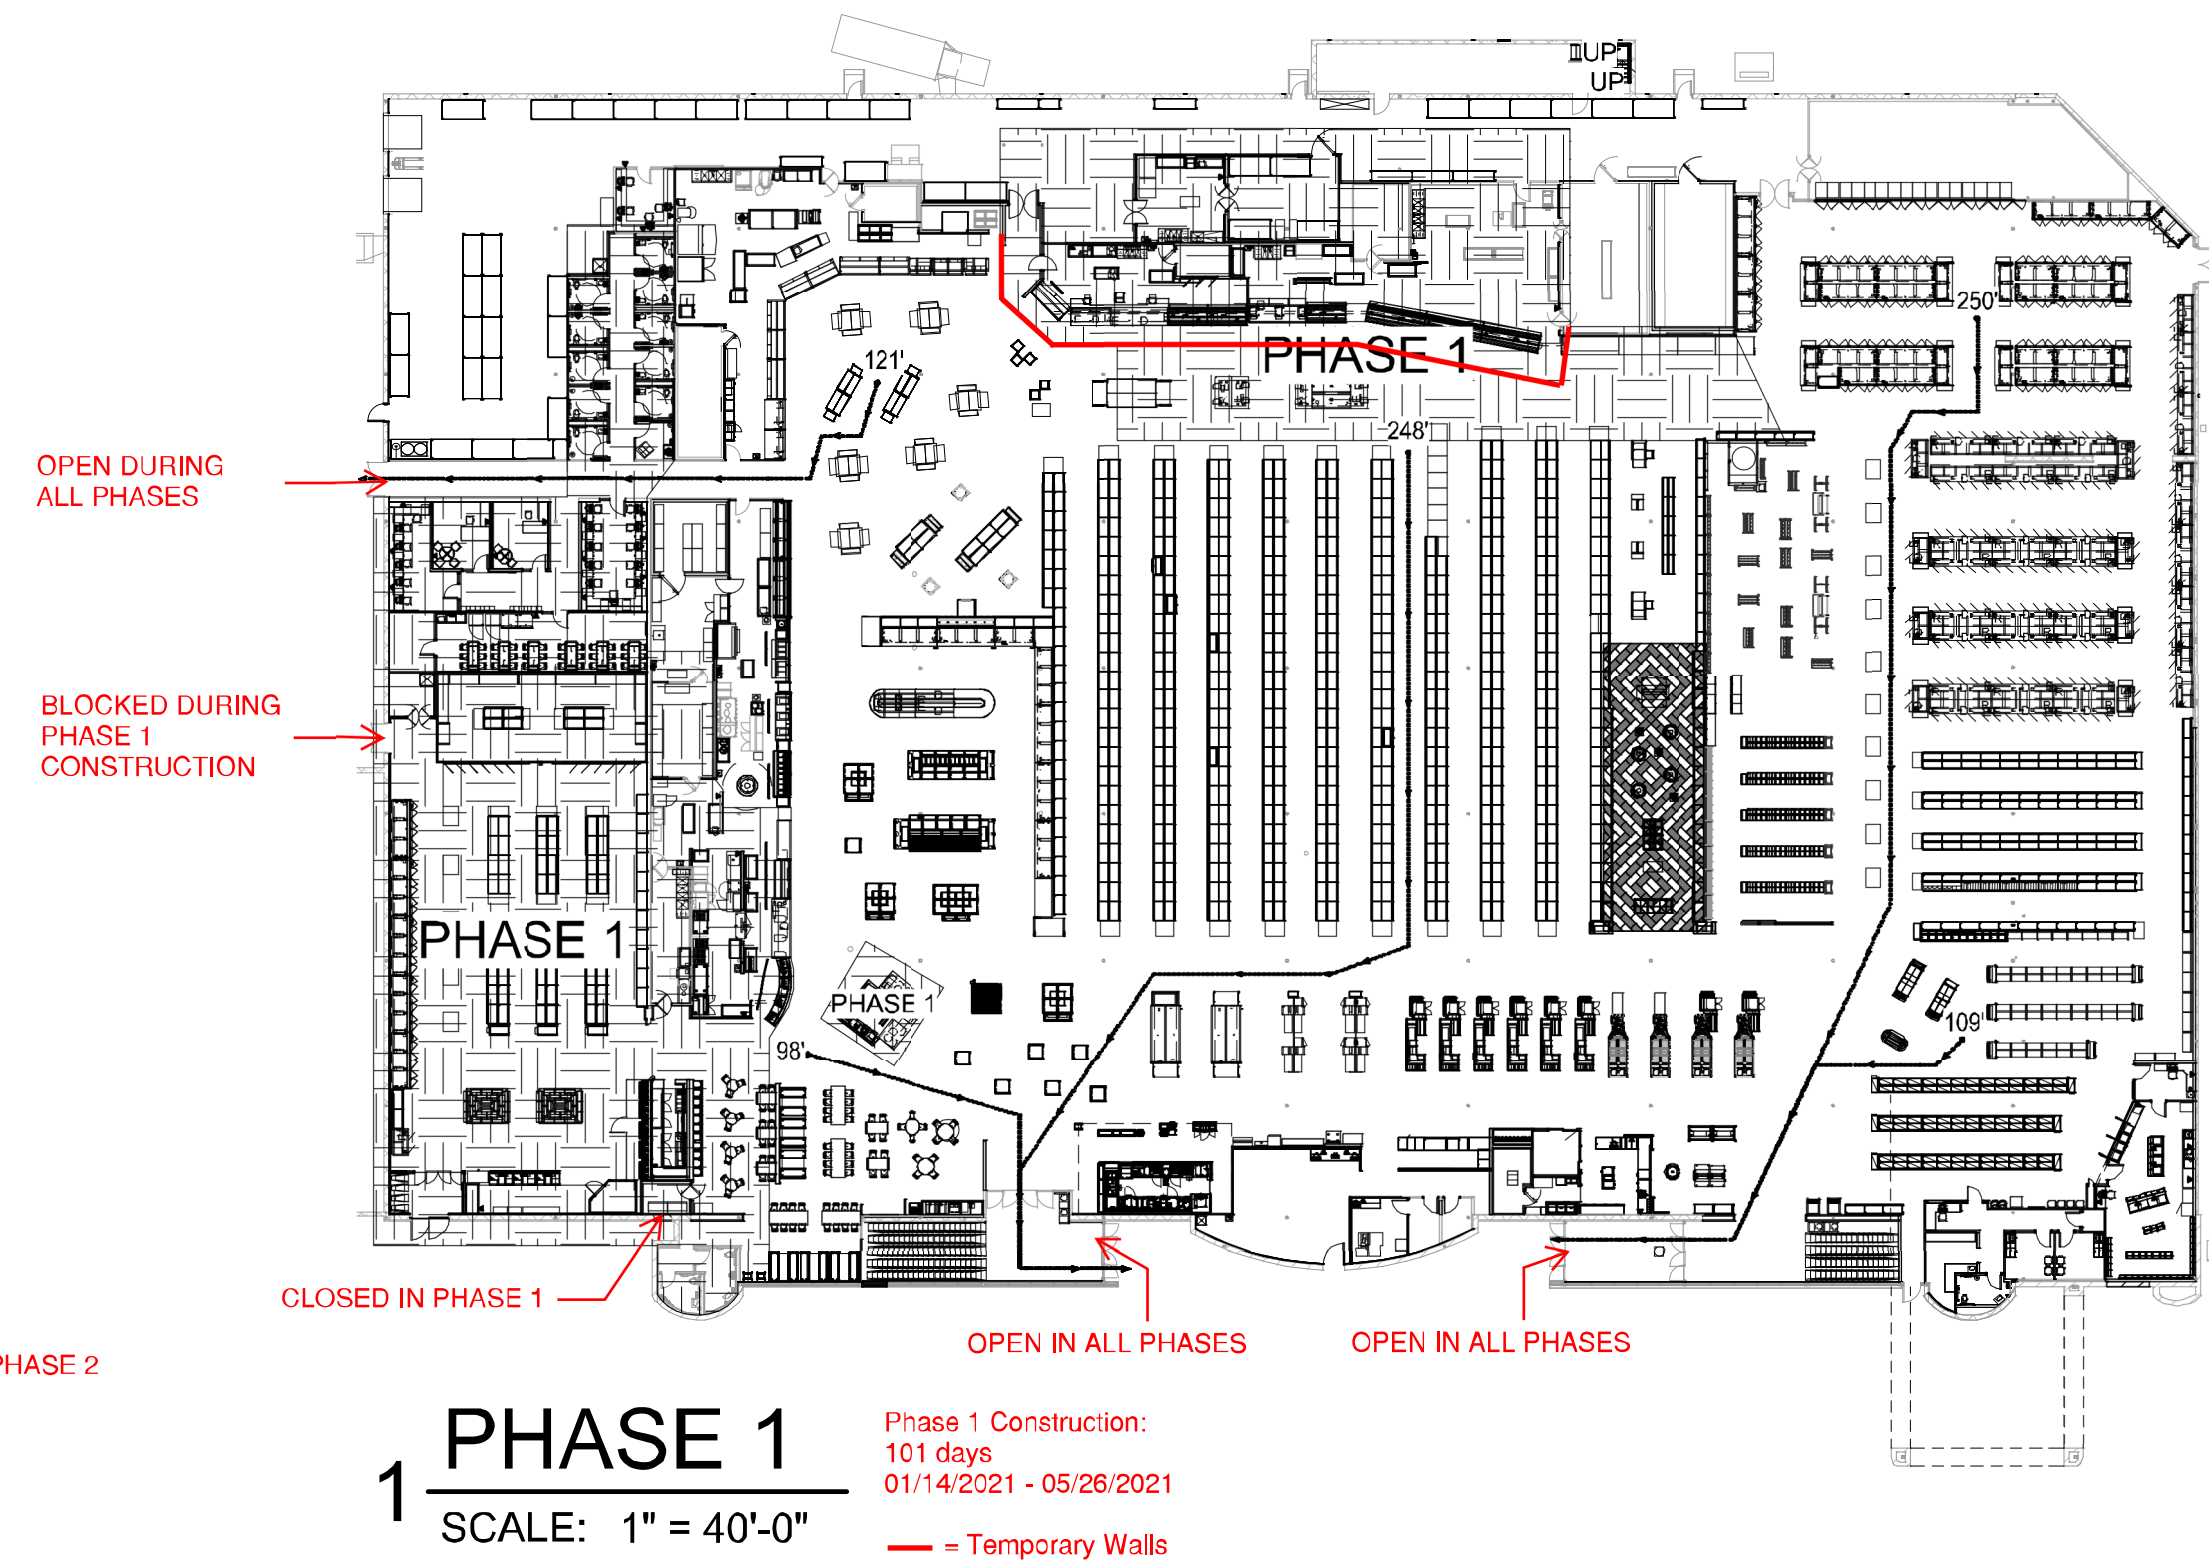 UP
UP
250'
121'
PHASE 1
248'
OPEN DURING
ALL PHASES
BLOCKED DURING
PHASE 1
CONSTRUCTION
PHASE 1
PHASE 1
109'
98'
CLOSED IN PHASE 1
OPEN IN ALL PHASES
OPEN IN ALL PHASES
PHASE 2
1
PHASE 1
SCALE: 1" = 40'-0"
Phase 1 Construction:
101 days
01/14/2021 - 05/26/2021
= Temporary Walls